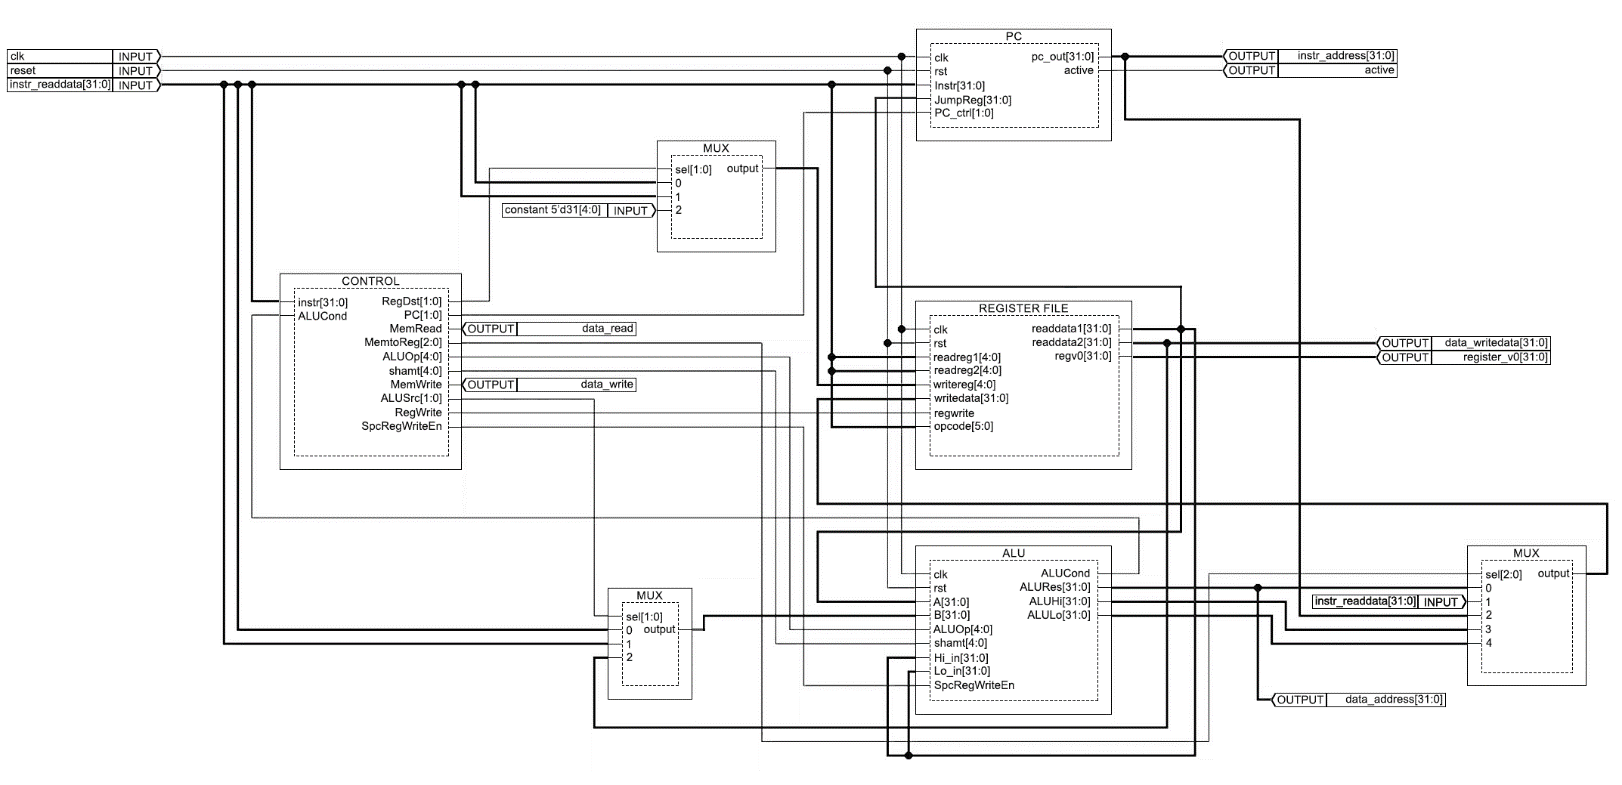 clk INPUT
reset INPUT
instr_readdata[31:0] INPUT
PC
clk pc_out[31:0]
rst active
Instr[31:0]
JumpReg[31:0]
PC_ctrl[1:0]
OUTPUT instr_address[31:0]
OUTPUT active
MUX
sel[1:0] output
0
1
2
constant 5'd31[4:0] INPUT
CONTROL
instr[31:0] RegDst[1:0]
ALUCond PC[1:0]
MemRead
MemtoReg[2:0]
ALUOp[4:0]
shamt[4:0]
MemWrite
ALUSrc[1:0]
RegWrite
SpcRegWriteEn
OUTPUT data_read
OUTPUT data_write
REGISTER FILE
clk readdata1[31:0]
rst readdata2[31:0]
readreg1[4:0] regv0[31:0]
readreg2[4:0]
writereg[4:0]
writedata[31:0]
regwrite
opcode[5:0]
OUTPUT data_writedata[31:0]
OUTPUT register_v0[31:0]
MUX
sel[1:0]
0 output
1
2
ALU
clk ALUCond
rst ALURes[31:0]
A[31:0] ALUHi[31:0]
B[31:0] ALULo[31:0]
ALUOp[4:0]
shamt[4:0]
Hi_in[31:0]
Lo_in[31:0]
SpcRegWriteEn
MUX
sel[2:0] output
0
1
2
3
4
instr_readdata[31:0] INPUT
OUTPUT data_address[31:0]